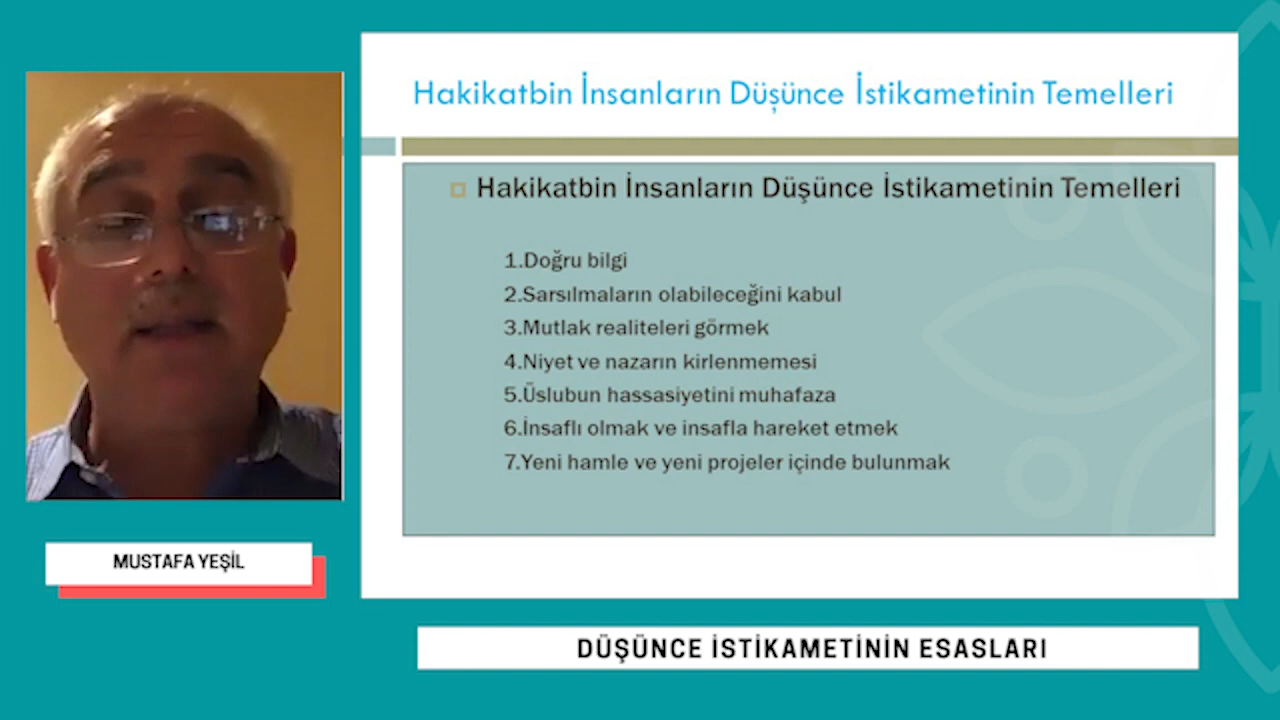 Hakikatbin İnsanların Düşünce İstikametinin Temelleri
Hakikatbin İnsanların Düşünce İstikametinin Temelleri
1.Doğru bilgi
2.Sarsılmaların olabileceğini kabul
3.Mutlak realiteleri görmek
4.Niyet ve nazarın kirlenmemesi
5.Üslubun hassasiyetini muhafaza
6.İnsaflı olmak ve insafla hareket etmek
7.Yeni hamle ve yeni projeler içinde bulunmak
MUSTAFA YEŞİL
DÜŞÜNCE İSTİKAMETİNİN ESASLARI